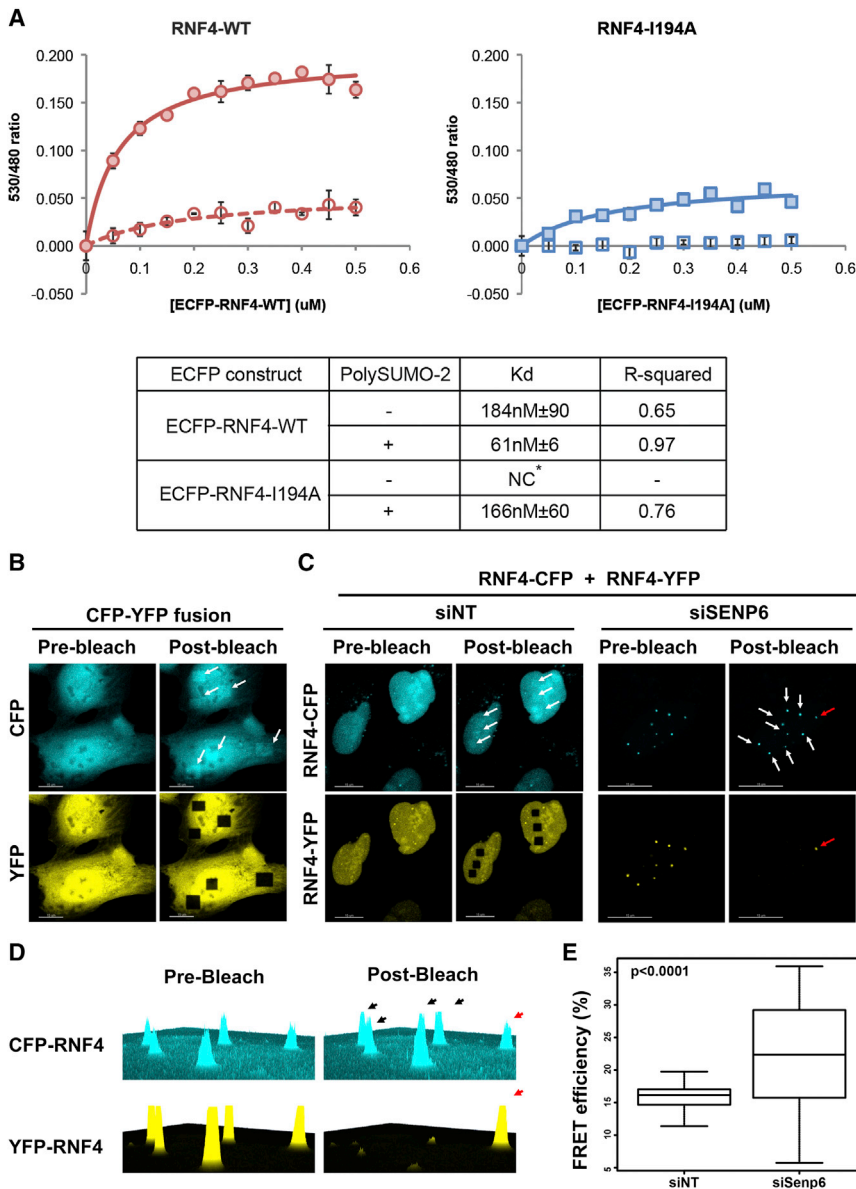 A
RNF4-WT
RNF4-I194A
530/480 ratio
0.200
0.150
0.100
0.050
0.000
-0.050
0 0.1 0.2 0.3 0.4 0.5 0.6
[ECFP-RNF4-WT] (uM)
530/480 ratio
0.200
0.150
0.100
0.050
0.000
-0.050
0 0.1 0.2 0.3 0.4 0.5 0.6
[ECFP-RNF4-I194A] (uM)
ECFP construct PolySUMO-2 Kd R-squared
ECFP-RNF4-WT - 184nM±90 0.65
+ 61nM±6 0.97
ECFP-RNF4-I194A - NC* -
+ 166nM±60 0.76
B
CFP-YFP fusion
Pre-bleach Post-bleach
CFP
YFP
C
RNF4-CFP + RNF4-YFP
siNT siSENP6
Pre-bleach Post-bleach Pre-bleach Post-bleach
RNF4-CFP
RNF4-YFP
D
Pre-Bleach Post-Bleach
CFP-RNF4
YFP-RNF4
E
p<0.0001
FRET efficiency (%)
35
30
25
20
15
10
5
siNT siSenp6